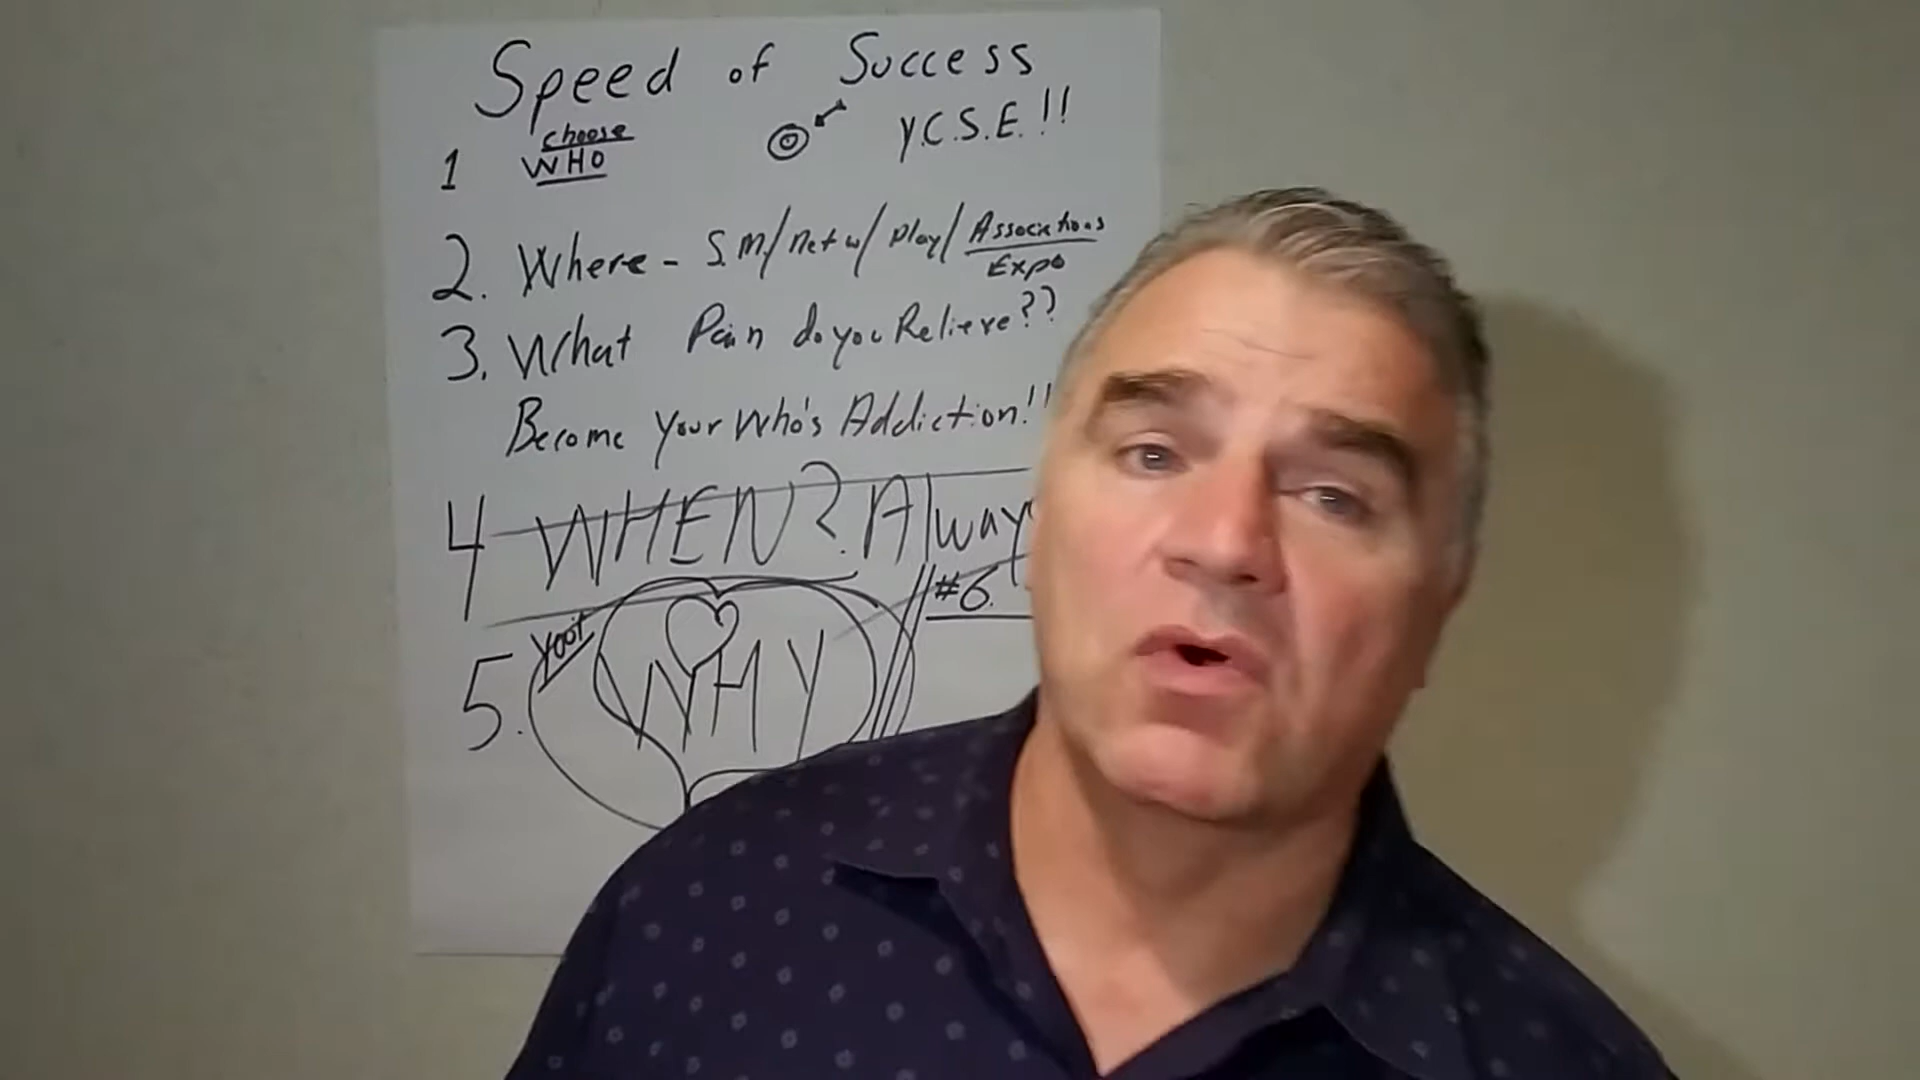 Speed of Success
choose
1 WHO Y.C.S.E.!!
2. Where - S.M./Netw/Play/Associations
Expo
3. What Pain do you Relieve??
Become your Who's Addiction!!
4 WHEN? Always
#6.
5. your WHY